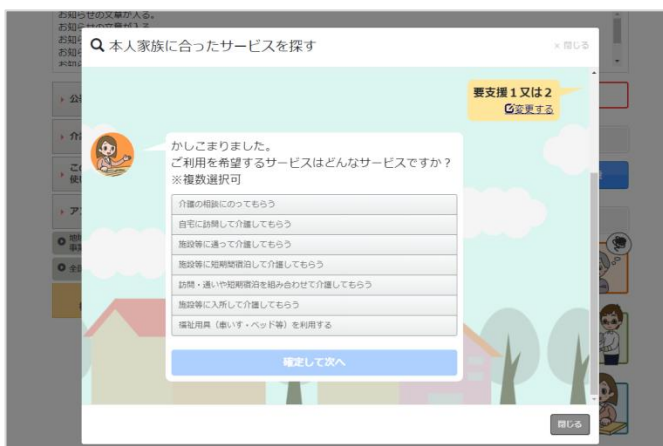 お知らせの文章が入る。
本人家族に合ったサービスを探す
× 閉じる
要支援1又は2
変更する
かしこまりました。
ご利用を希望するサービスはどんなサービスですか？
※複数選択可
介護の相談にのってもらう
自宅に訪問して介護してもらう
施設等に通って介護してもらう
施設等に短期間宿泊して介護してもらう
訪問・通いや短期宿泊を組み合わせて介護してもらう
施設等に入所して介護してもらう
福祉用具（車いす・ベッド等）を利用する
確定して次へ
閉じる